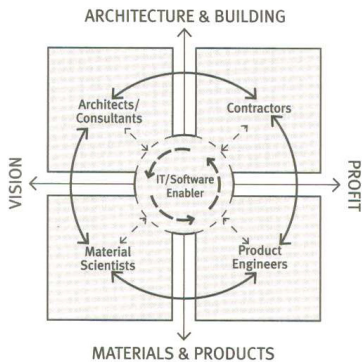 ARCHITECTURE & BUILDING
Architects/
Consultants
Contractors
VISION
IT/Software
Enabler
PROFIT
Material
Scientists
Product
Engineers
MATERIALS & PRODUCTS